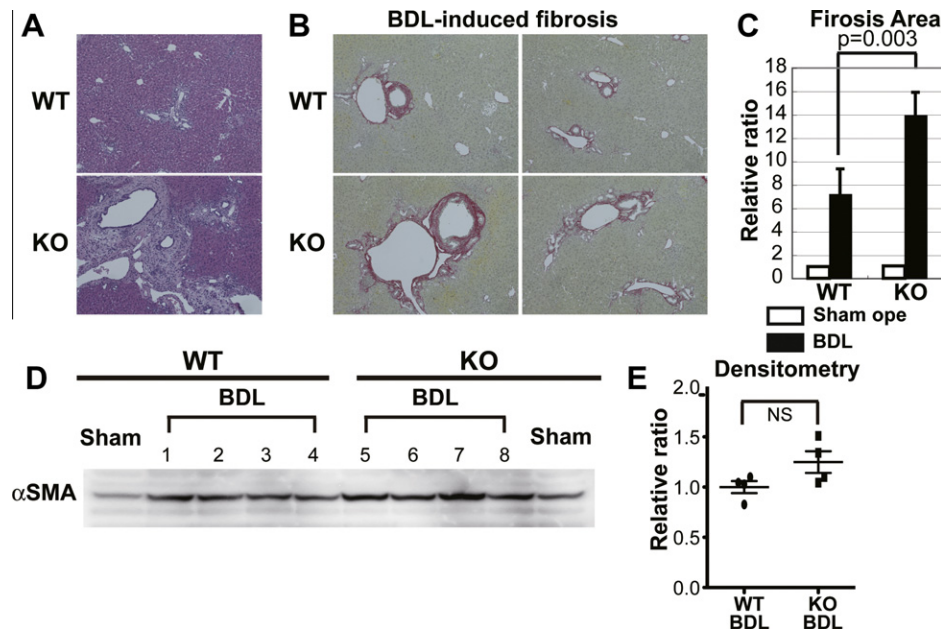 A
WT
KO
B
BDL-induced fibrosis
WT
KO
C
Firosis Area
p=0.003
Relative ratio
18
16
14
12
10
8
6
4
2
0
WT KO
Sham ope
BDL
D
WT KO
BDL BDL
Sham Sham
1 2 3 4 5 6 7 8
αSMA
E
Densitometry
Relative ratio
2.0
1.5
1.0
0.5
0.0
NS
WT KO
BDL BDL